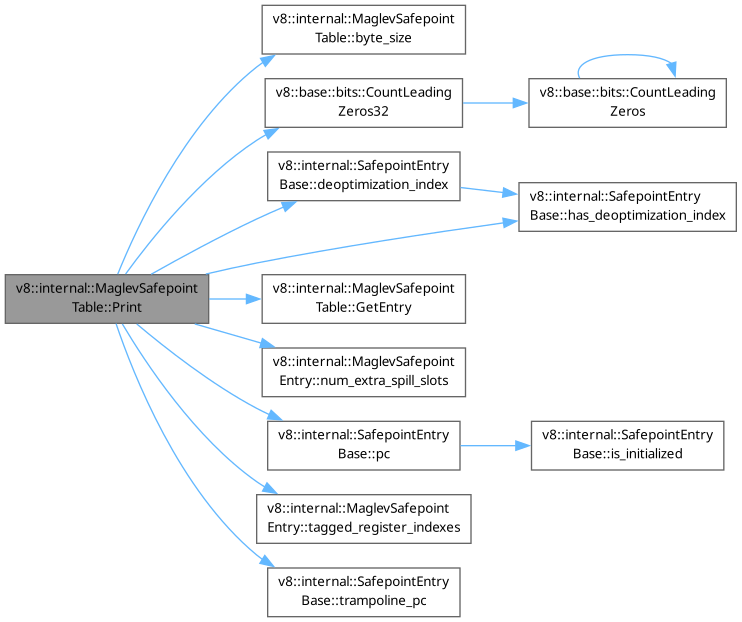 v8::internal::MaglevSafepoint
Table::byte_size
v8::base::bits::CountLeading
Zeros32
v8::base::bits::CountLeading
Zeros
v8::internal::SafepointEntry
Base::deoptimization_index
v8::internal::SafepointEntry
Base::has_deoptimization_index
v8::internal::MaglevSafepoint
Table::Print
v8::internal::MaglevSafepoint
Table::GetEntry
v8::internal::MaglevSafepoint
Entry::num_extra_spill_slots
v8::internal::SafepointEntry
Base::pc
v8::internal::SafepointEntry
Base::is_initialized
v8::internal::MaglevSafepoint
Entry::tagged_register_indexes
v8::internal::SafepointEntry
Base::trampoline_pc